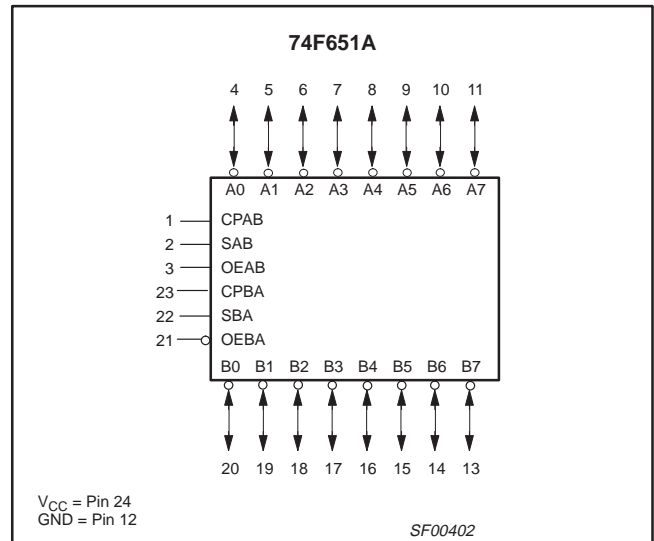 74F651A
4 5 6 7 8 9 10 11
A0 A1 A2 A3 A4 A5 A6 A7
1 CPAB
2 SAB
3 OEAB
23 CPBA
22 SBA
21 OEBA
B0 B1 B2 B3 B4 B5 B6 B7
20 19 18 17 16 15 14 13
VCC = Pin 24
GND = Pin 12
SF00402